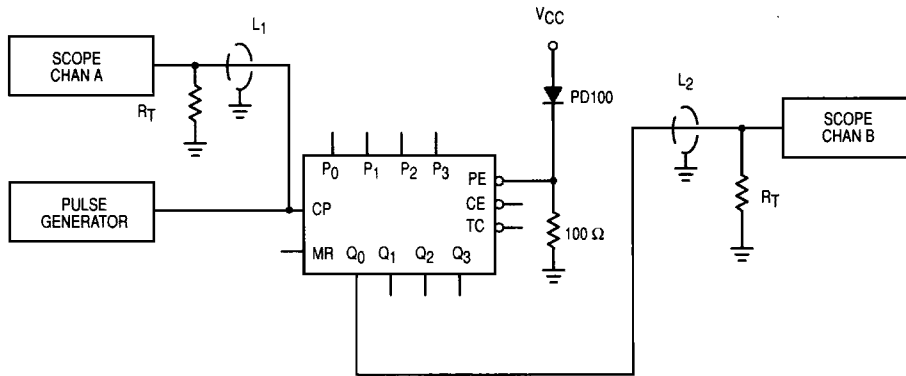 L1
SCOPE
CHAN A
RT
VCC
PD100
L2
SCOPE
CHAN B
RT
P0 P1 P2 P3
PE
CE
TC
PULSE
GENERATOR
CP
MR
Q0 Q1 Q2 Q3
100 Ω